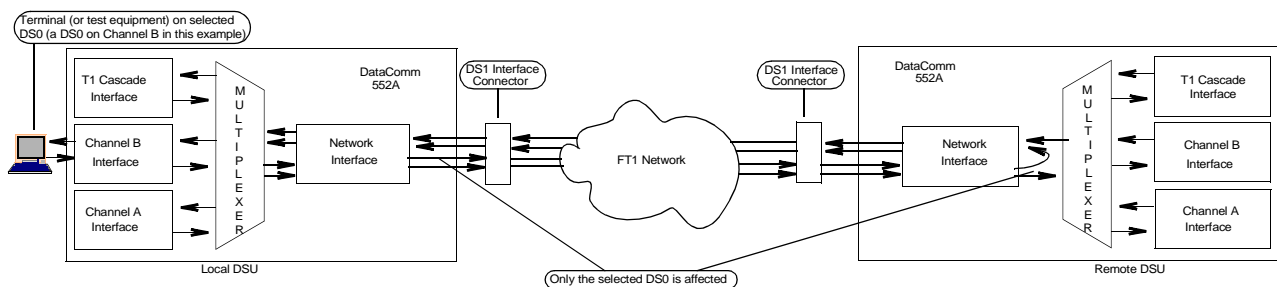 Terminal (or test equipment) on selected
DS0 (a DS0 on Channel B in this example)
T1 Cascade
Interface
Channel B
Interface
Channel A
Interface
MULTIPLEXER
DataComm
552A
Network
Interface
Local DSU
DS1 Interface
Connector
FT1 Network
DS1 Interface
Connector
DataComm
552A
Network
Interface
MULTIPLEXER
T1 Cascade
Interface
Channel B
Interface
Channel A
Interface
Remote DSU
Only the selected DS0 is affected